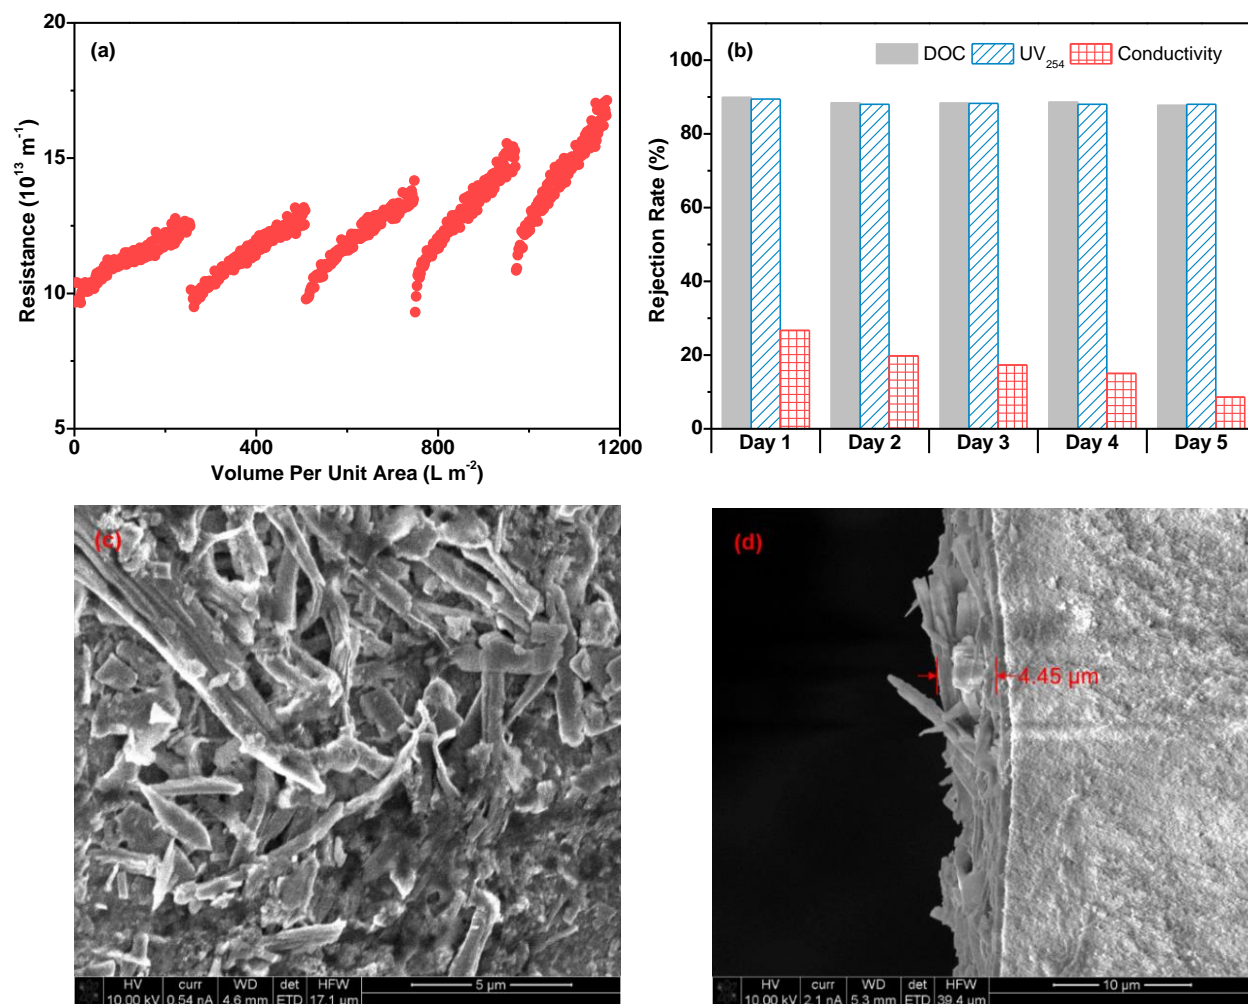 (a)
20
15
10
5
0
400
800
1200
Resistance (10¹³ m⁻¹)
Volume Per Unit Area (L m⁻²)
(b)
DOC
UV₂₅₄
Conductivity
100
80
60
40
20
0
Rejection Rate (%)
Day 1
Day 2
Day 3
Day 4
Day 5
(c)
HV curr WD det HFW
10.00 kV 0.54 nA 4.6 mm ETD 17.1 µm
5 µm
(d)
4.45 µm
HV curr WD det HFW
10.00 kV 2.1 nA 5.3 mm ETD 39.4 µm
10 µm